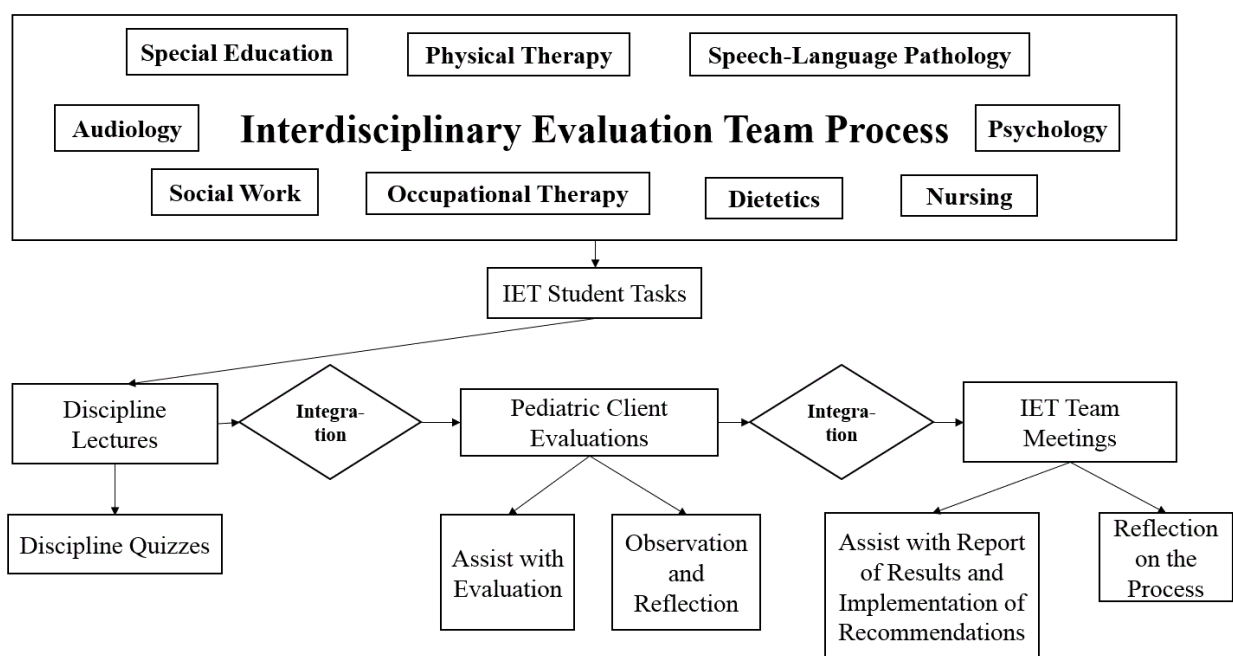 Special Education
Physical Therapy
Speech-Language Pathology
Audiology
Interdisciplinary Evaluation Team Process
Psychology
Social Work
Occupational Therapy
Dietetics
Nursing
IET Student Tasks
Discipline
Lectures
Integra-
tion
Pediatric Client
Evaluations
Integra-
tion
IET Team
Meetings
Discipline Quizzes
Assist with
Evaluation
Observation
and
Reflection
Assist with Report
of Results and
Implementation of
Recommendations
Reflection
on the
Process